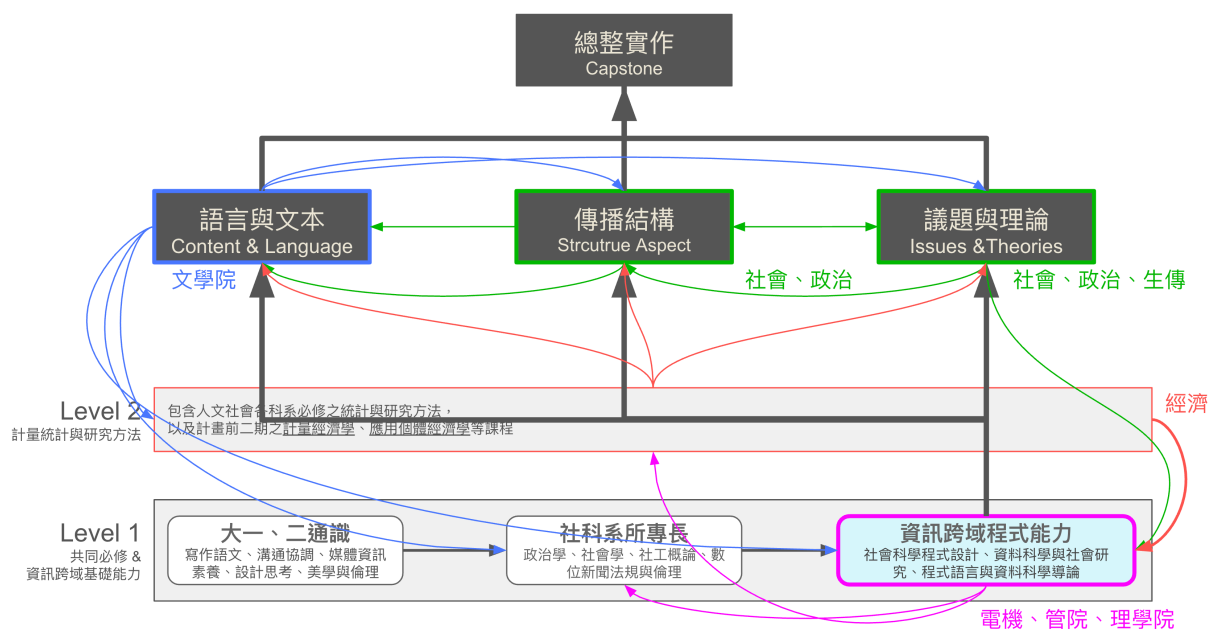 總整實作
Capstone
語言與文本
Content & Language
傳播結構
Strcutrue Aspect
議題與理論
Issues &Theories
文學院
社會、政治
社會、政治、生傳
Level 2
計量統計與研究方法
包含人文社會各科系必修之統計與研究方法，
以及計畫前二期之計量經濟學、應用個體經濟學等課程
經濟
Level 1
共同必修 &
資訊跨域基礎能力
大一、二通識
寫作語文、溝通協調、媒體資訊
素養、設計思考、美學與倫理
社科系所專長
政治學、社會學、社工概論、數
位新聞法規與倫理
資訊跨域程式能力
社會科學程式設計、資料科學與社會研
究、程式語言與資料科學導論
電機、管院、理學院